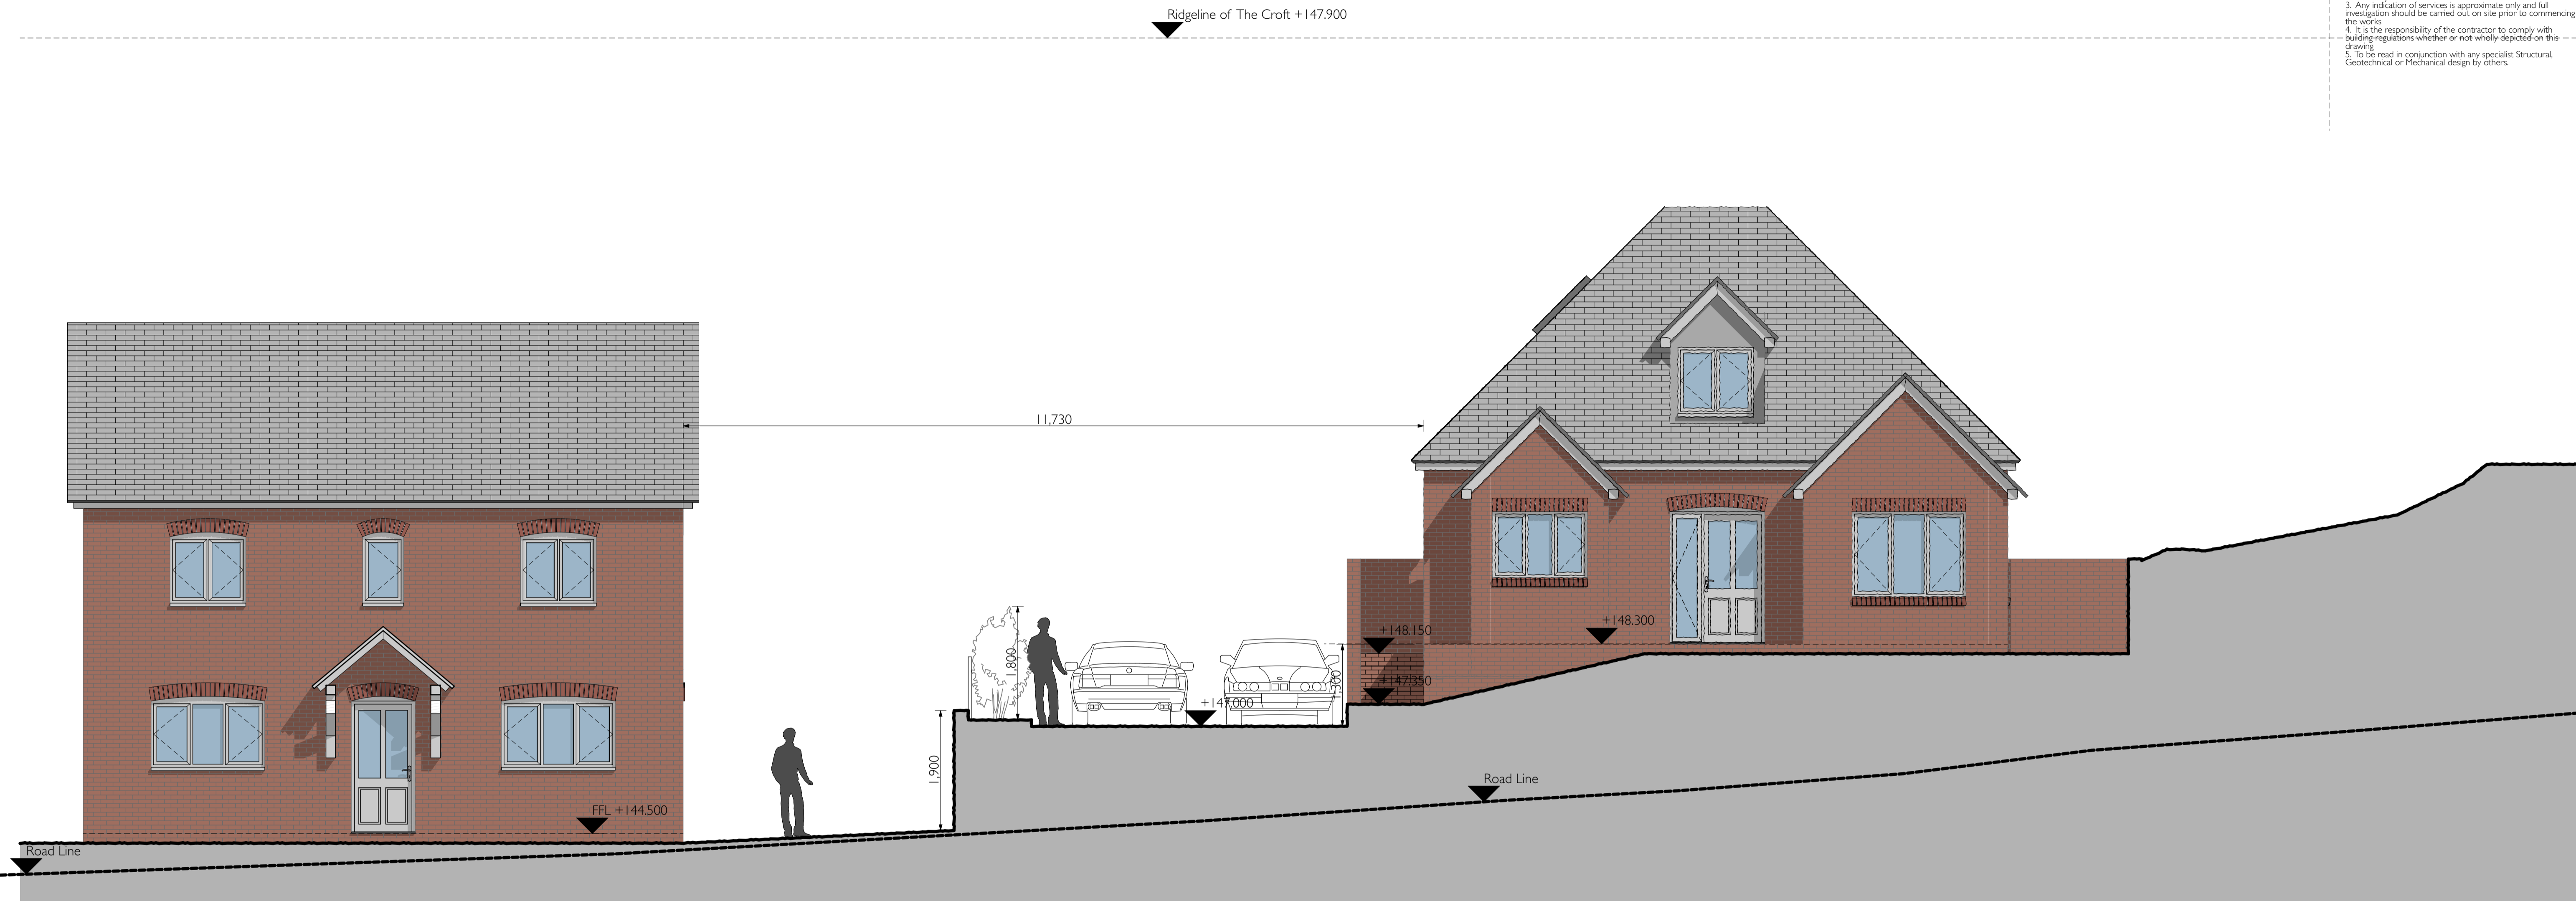 Ridgeline of The Croft +147.900
3. Any indication of services is approximate only and full
investigation should be carried out on site prior to commencing
the works
4. It is the responsibility of the contractor to comply with
building regulations whether or not wholly depicted on this
drawing
5. To be read in conjunction with any specialist Structural,
Geotechnical or Mechanical design by others.
11,730
1,800
+148.150
+148.300
+147.350
1,300
+147.000
1,900
Road Line
FFL +144.500
Road Line